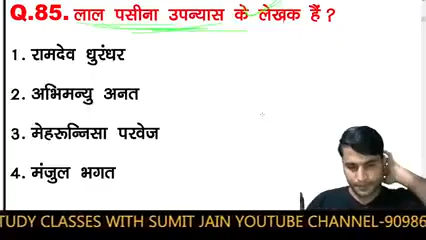 Q.85. लाल पसीना उपन्यास के लेखक हैं ?
1. रामदेव धुरंधर
2. अभिमन्यु अनत
3. मेहरून्निसा परवेज
4. मंजुल भगत
STUDY CLASSES WITH SUMIT JAIN YOUTUBE CHANNEL-90986